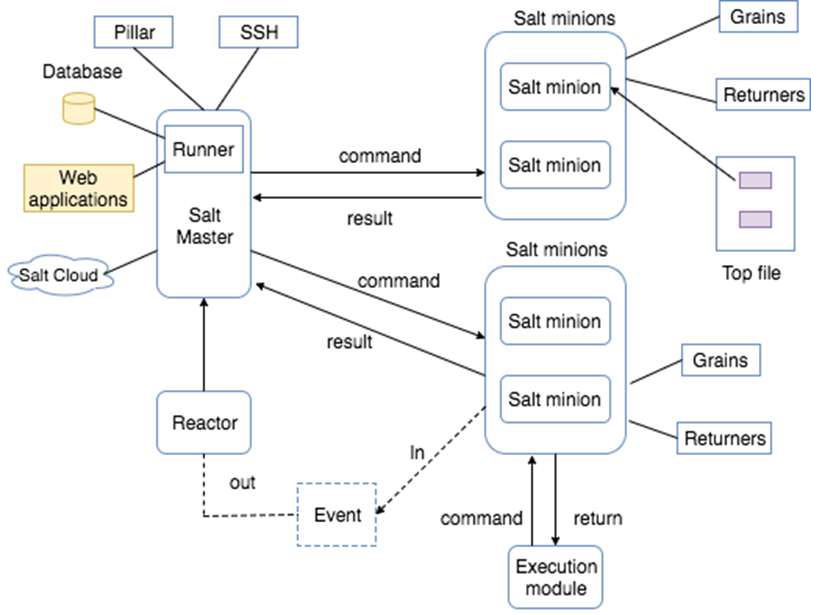 Pillar
SSH
Salt minions
Grains
Database
Salt minion
Returners
Runner
command
Salt minion
Web
applications
result
Salt
Master
Salt Cloud
Salt minions
Top file
command
Salt minion
result
Grains
Salt minion
Reactor
Returners
In
out
Event
command
return
Execution
module